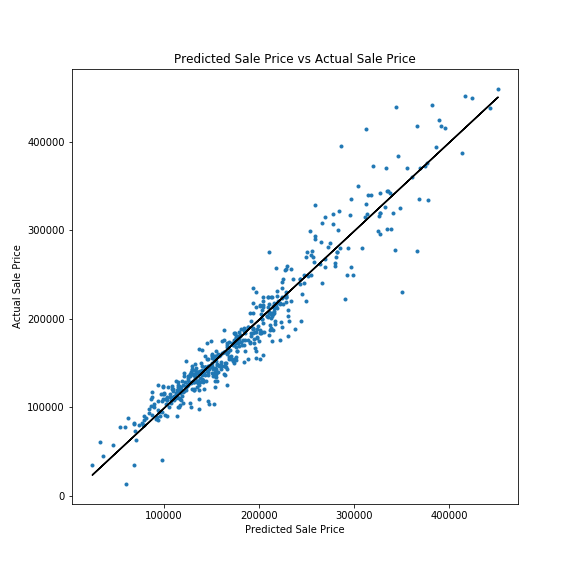 Predicted Sale Price vs Actual Sale Price
400000
300000
200000
100000
0
Actual Sale Price
100000 200000 300000 400000
Predicted Sale Price